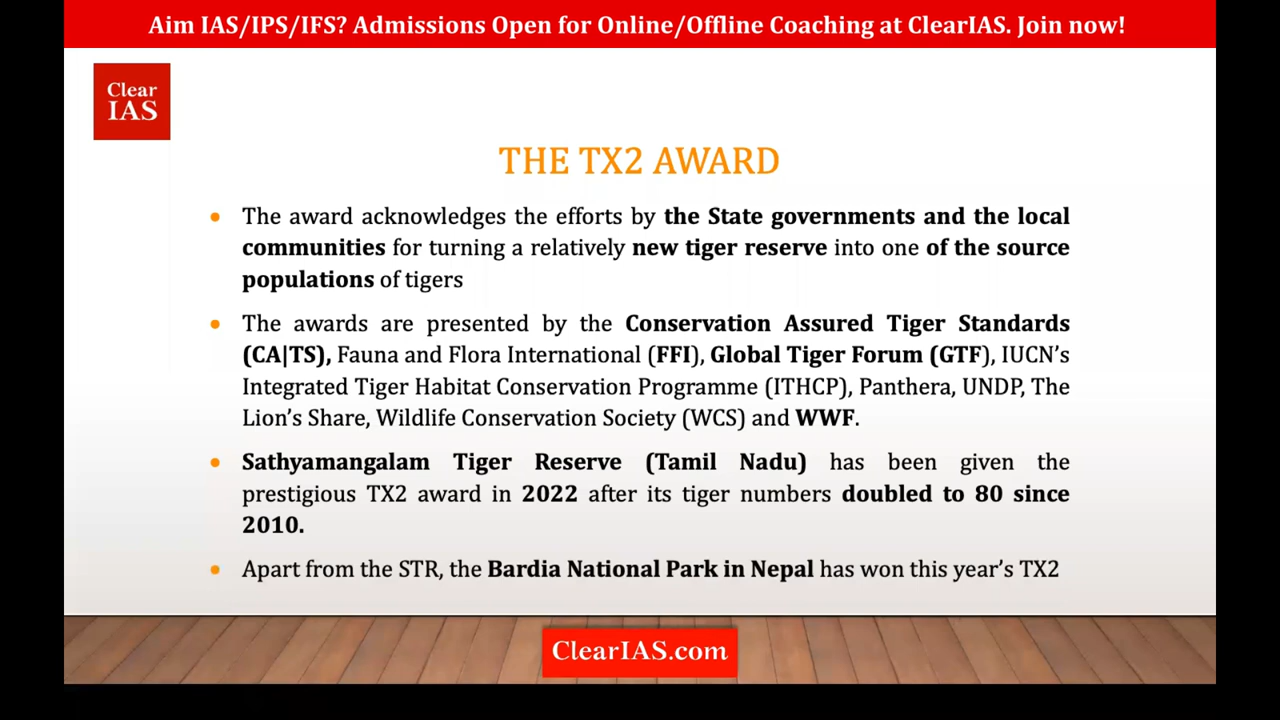 Aim IAS/IPS/IFS? Admissions Open for Online/Offline Coaching at ClearIAS. Join now!
Clear
IAS
THE TX2 AWARD
• The award acknowledges the efforts by the State governments and the local
communities for turning a relatively new tiger reserve into one of the source
populations of tigers
• The awards are presented by the Conservation Assured Tiger Standards
(CA|TS), Fauna and Flora International (FFI), Global Tiger Forum (GTF), IUCN's
Integrated Tiger Habitat Conservation Programme (ITHCP), Panthera, UNDP, The
Lion's Share, Wildlife Conservation Society (WCS) and WWF.
• Sathyamangalam Tiger Reserve (Tamil Nadu) has been given the
prestigious TX2 award in 2022 after its tiger numbers doubled to 80 since
2010.
• Apart from the STR, the Bardia National Park in Nepal has won this year's TX2
ClearIAS.com